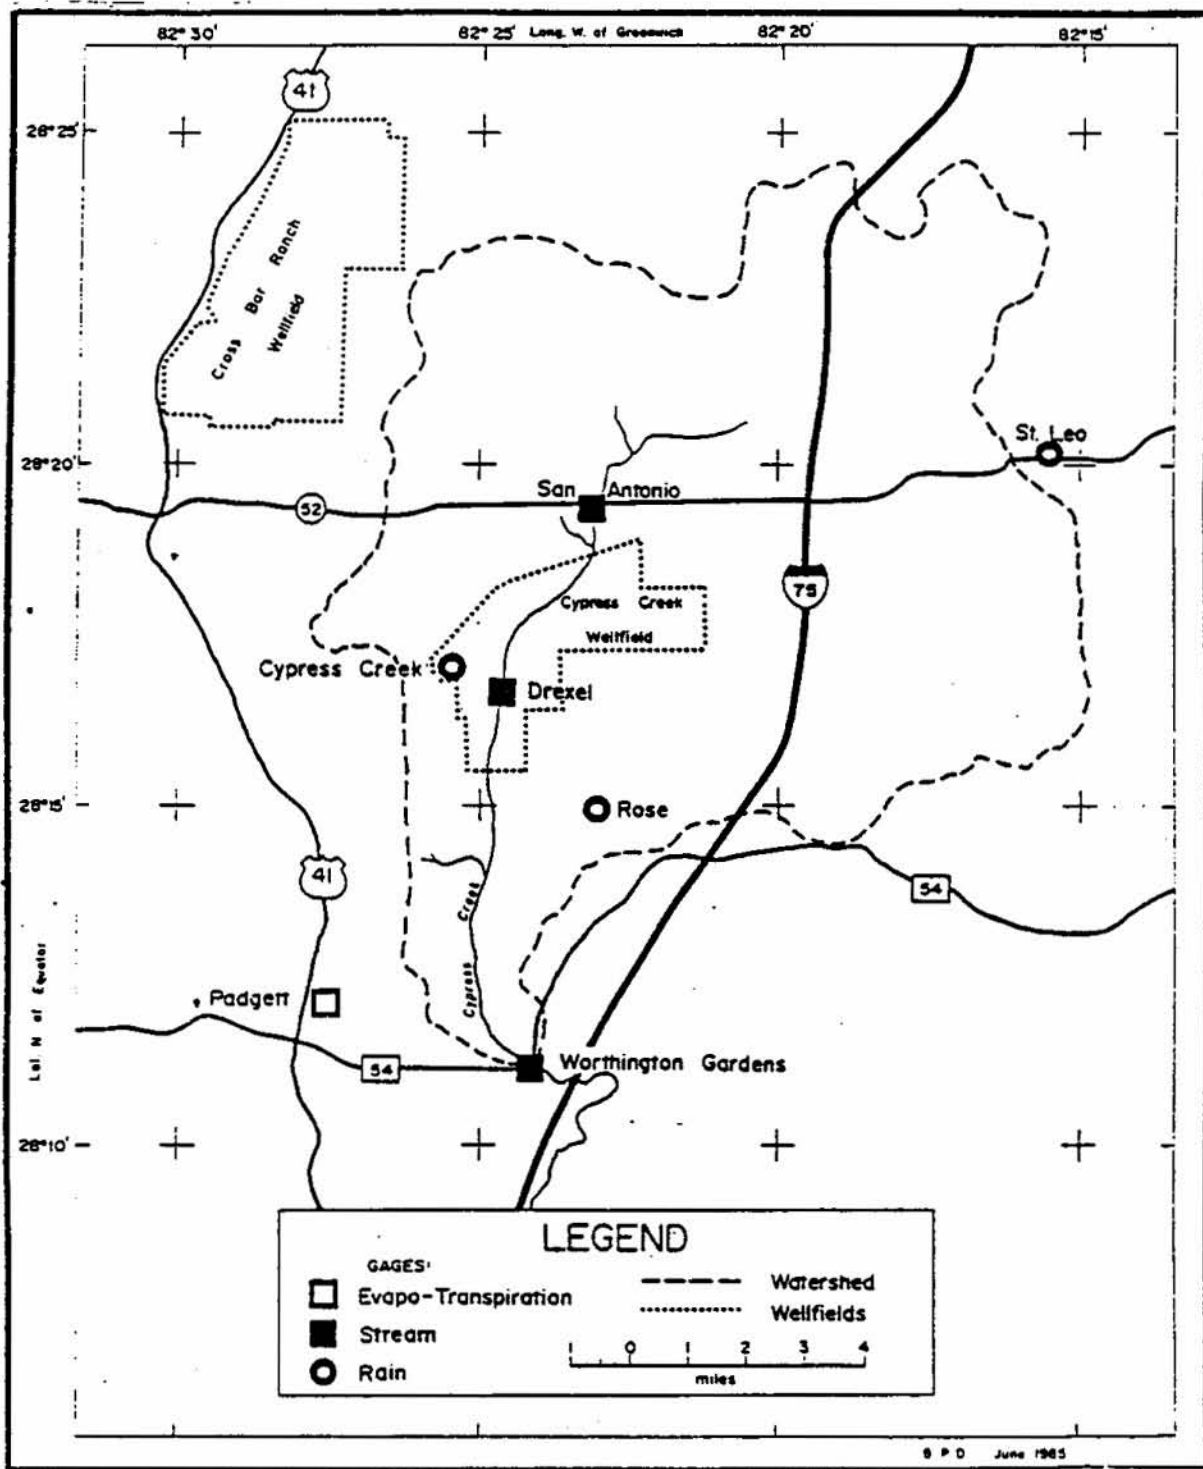 82°30' 82°25' Long. W. of Greenwich 82°20' 82°15'
41
28°25'
Cross Bar Ranch
Wellfield
St. Leo
28°20'
San Antonio
52
75
Cypress Creek
Wellfield
Cypress Creek
Drexel
28°15'
Rose
41
54
Cypress Creek
Lat. N of Equator
Padgett
54
Worthington Gardens
28°10'
LEGEND
GAGES:
Evapo-Transpiration
Stream
Rain
Watershed
Wellfields
1 0 1 2 3 4
miles
S P D June 1985